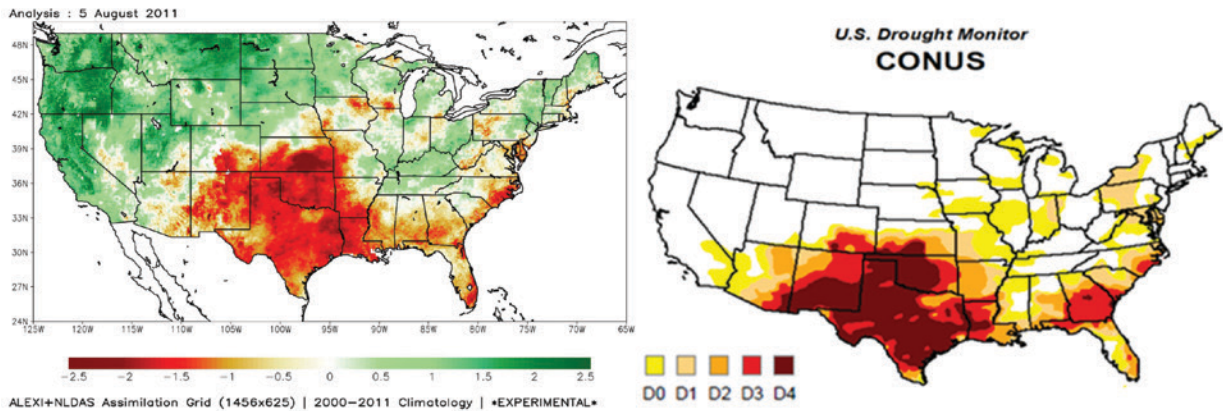 Analysis : 5 August 2011
48N
45N
42N
39N
36N
33N
30N
27N
24N
125W 120W 115W 110W 105W 100W 95W 90W 85W 80W 75W 70W 65W
-2.5 -2 -1.5 -1 -0.5 0 0.5 1 1.5 2 2.5
ALEXI+NLDAS Assimilation Grid (1456x625) | 2000-2011 Climatology | *EXPERIMENTAL*
U.S. Drought Monitor
CONUS
D0 D1 D2 D3 D4